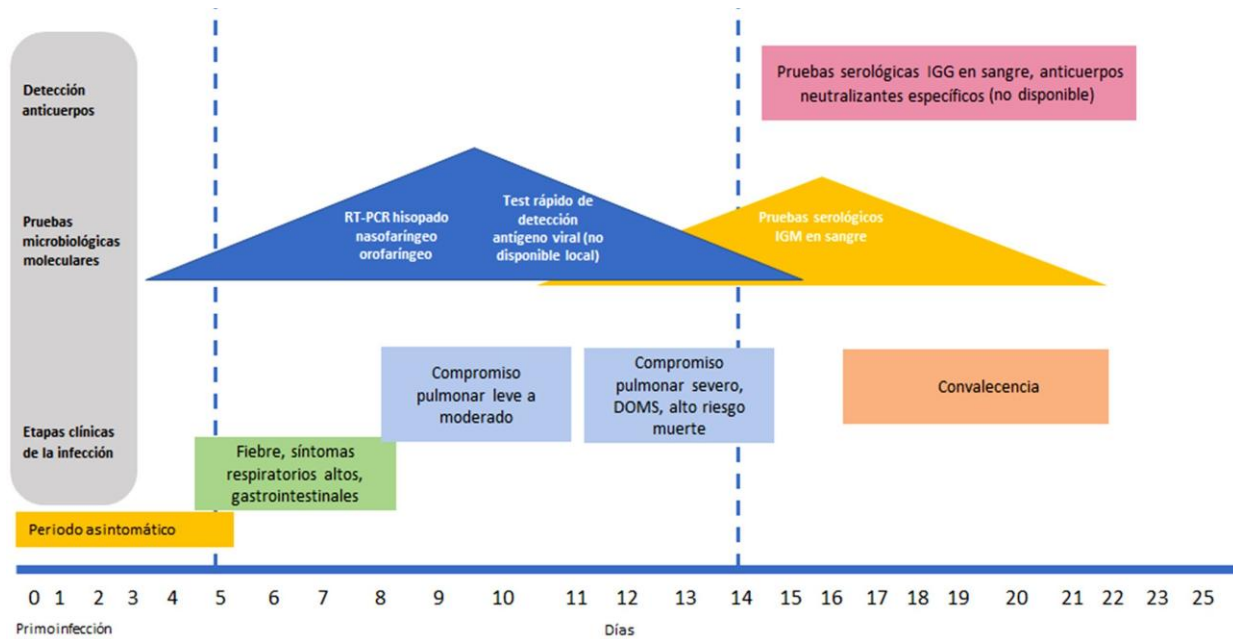 Detección
anticuerpos
Pruebas serológicas IGG en sangre, anticuerpos
neutralizantes específicos (no disponible)
Pruebas
microbiológicas
moleculares
RT-PCR hisopado
nasofaríngeo
orofaríngeo
Test rápido de
detección
antígeno viral (no
disponible local)
Pruebas serológicos
IGM en sangre
Etapas clínicas
de la infección
Fiebre, síntomas
respiratorios altos,
gastrointestinales
Compromiso
pulmonar leve a
moderado
Compromiso
pulmonar severo,
DOMS, alto riesgo
muerte
Convalecencia
Periodo asintomático
0 1 2 3 4 5 6 7 8 9 10 11 12 13 14 15 16 17 18 19 20 21 22 23 25
Primoinfección
Días